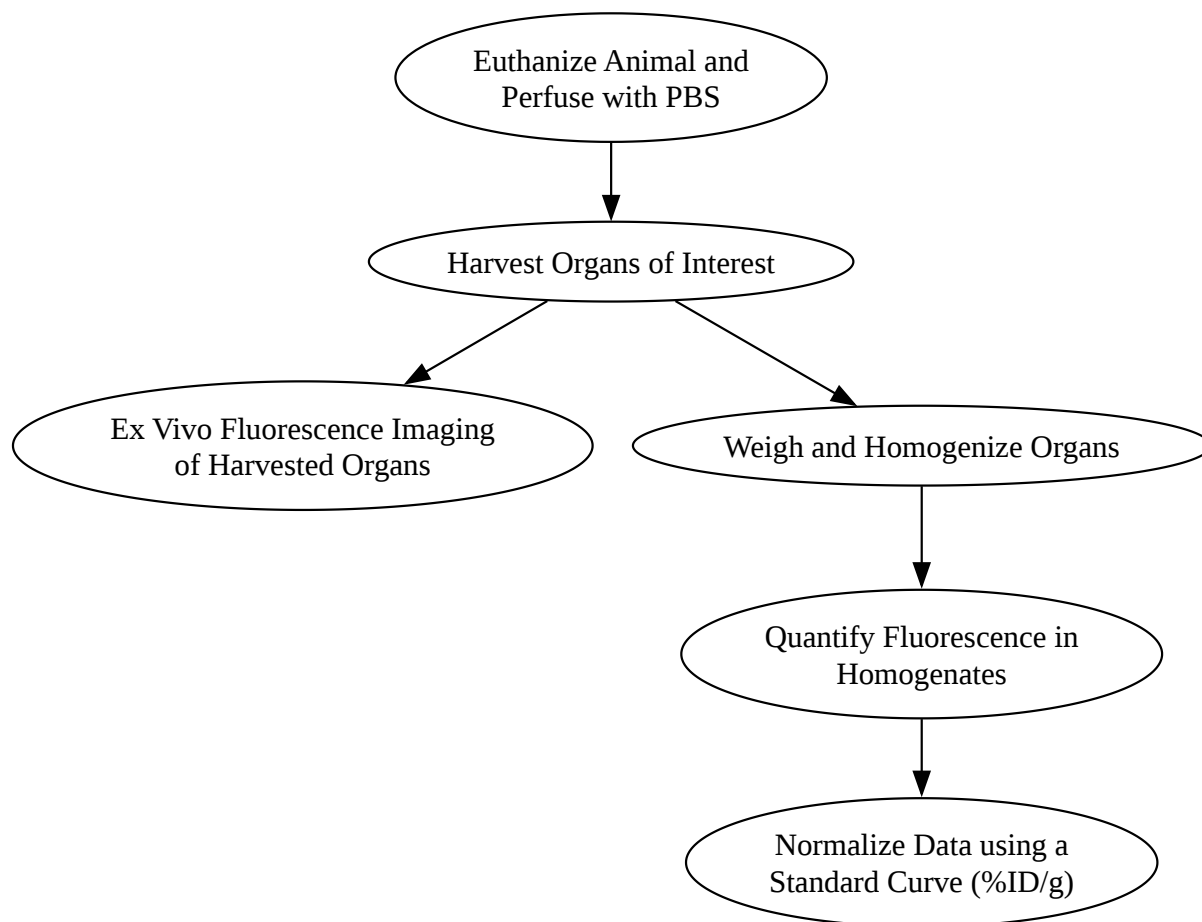 Euthanize Animal and
Perfuse with PBS
Harvest Organs of Interest
Ex Vivo Fluorescence Imaging
of Harvested Organs
Weigh and Homogenize Organs
Quantify Fluorescence in
Homogenates
Normalize Data using a
Standard Curve (%ID/g)